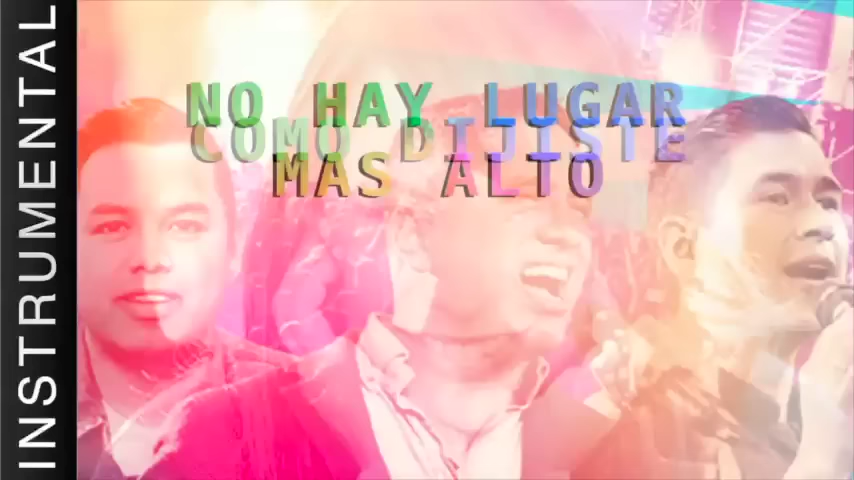 INSTRUMENTAL
NO HAY LUGAR
COMO DIJISTE
MAS ALTO